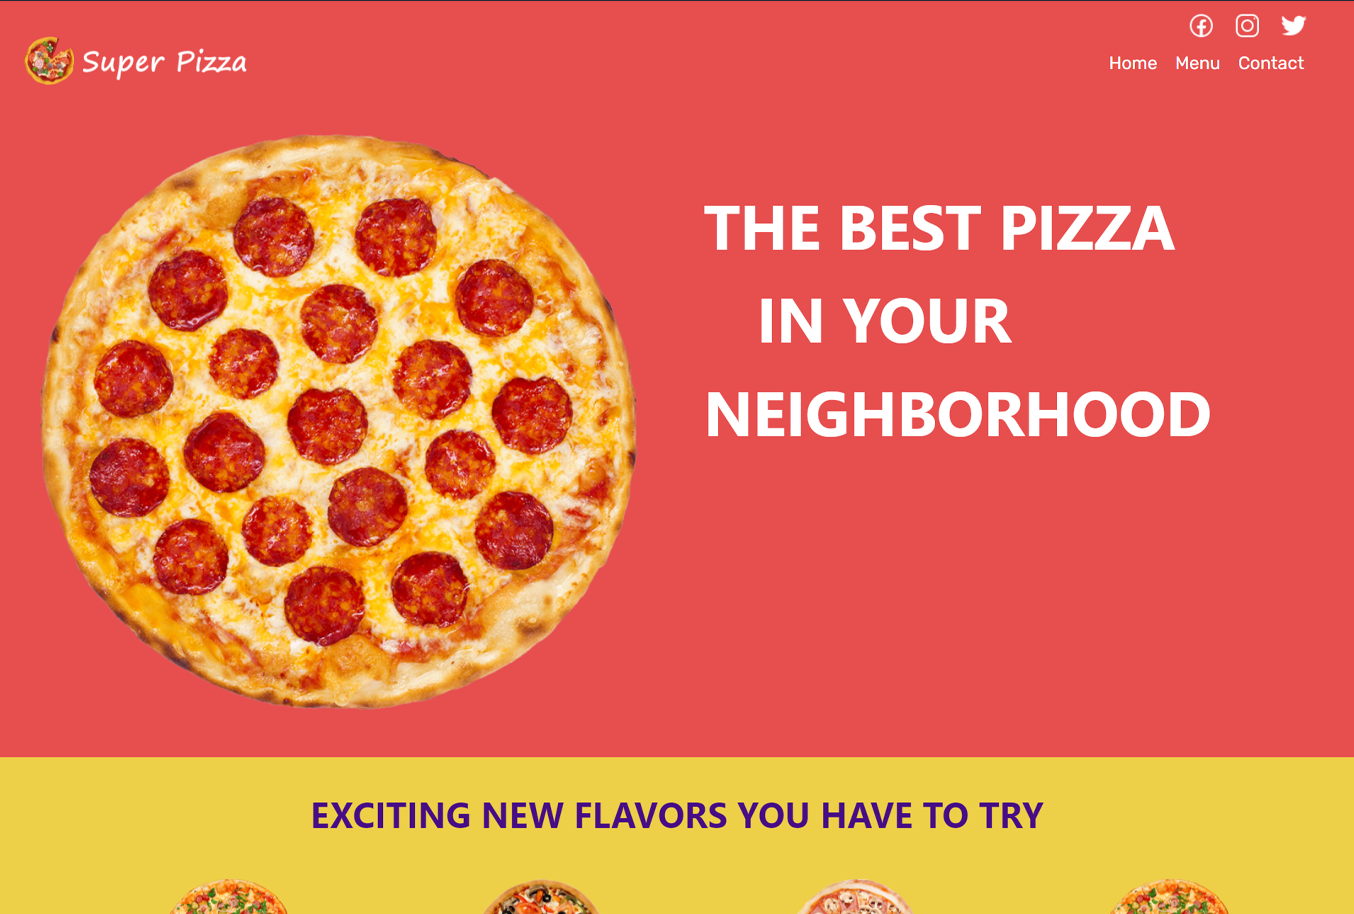 Super Pizza
Home Menu Contact
THE BEST PIZZA
IN YOUR
NEIGHBORHOOD
EXCITING NEW FLAVORS YOU HAVE TO TRY